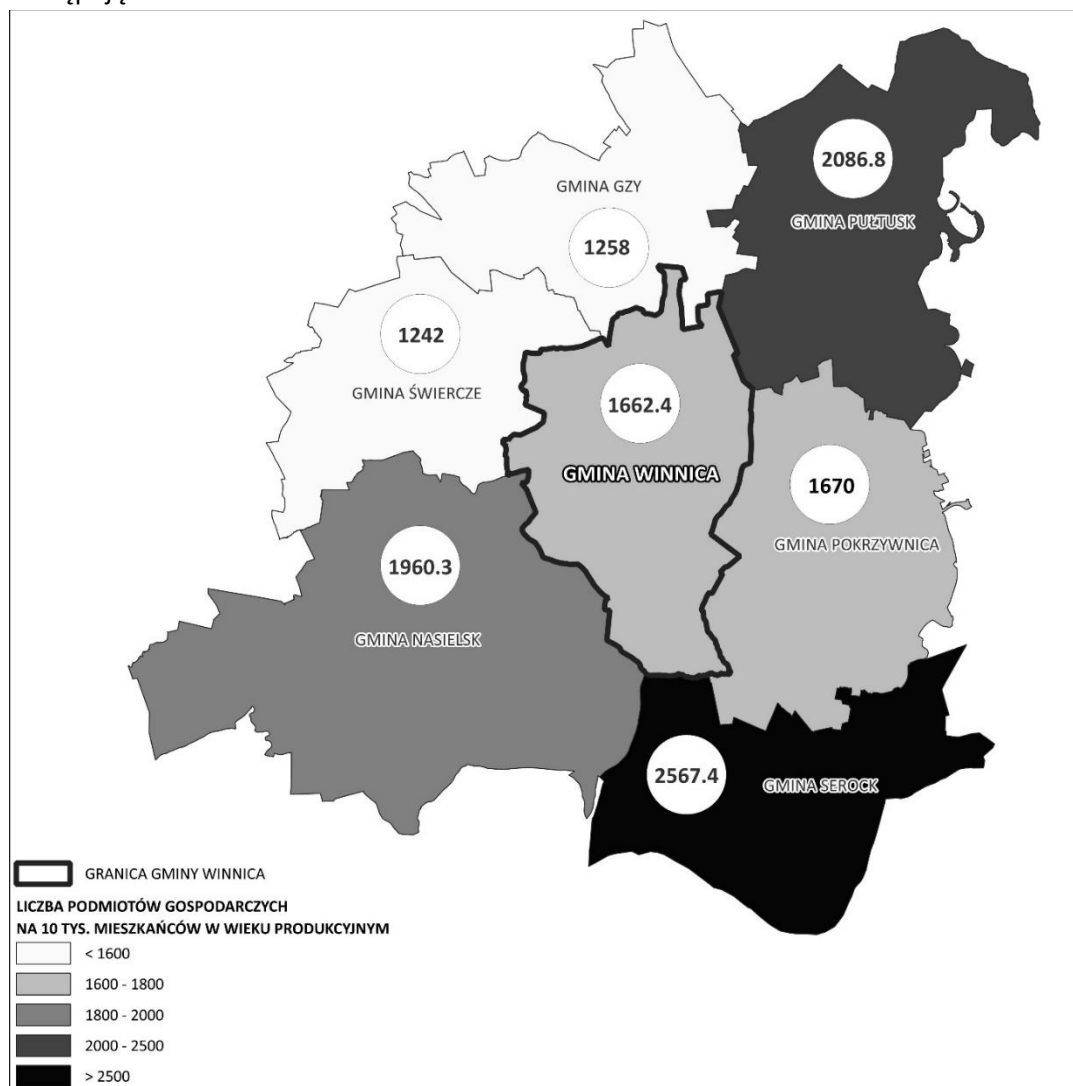 2086.8
GMINA PUŁTUSK
GMINA GZY
1258
1242
GMINA ŚWIERCZE
1662.4
GMINA WINNICA
1670
GMINA POKRZYWNICA
1960.3
GMINA NASIELSK
2567.4
GMINA SEROCK
GRANICA GMINY WINNICA
LICZBA PODMIOTÓW GOSPODARCZYCH
NA 10 TYS. MIESZKAŃCÓW W WIEKU PRODUKCYJNYM
< 1600
1600 - 1800
1800 - 2000
2000 - 2500
> 2500